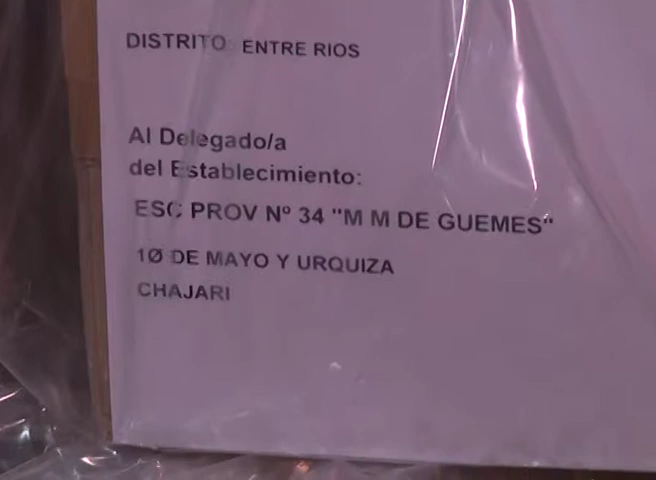 DISTRITO: ENTRE RIOS
Al Delegado/a
del Establecimiento:
ESC PROV Nº 34 "M M DE GUEMES"
1Ø DE MAYO Y URQUIZA
CHAJARI